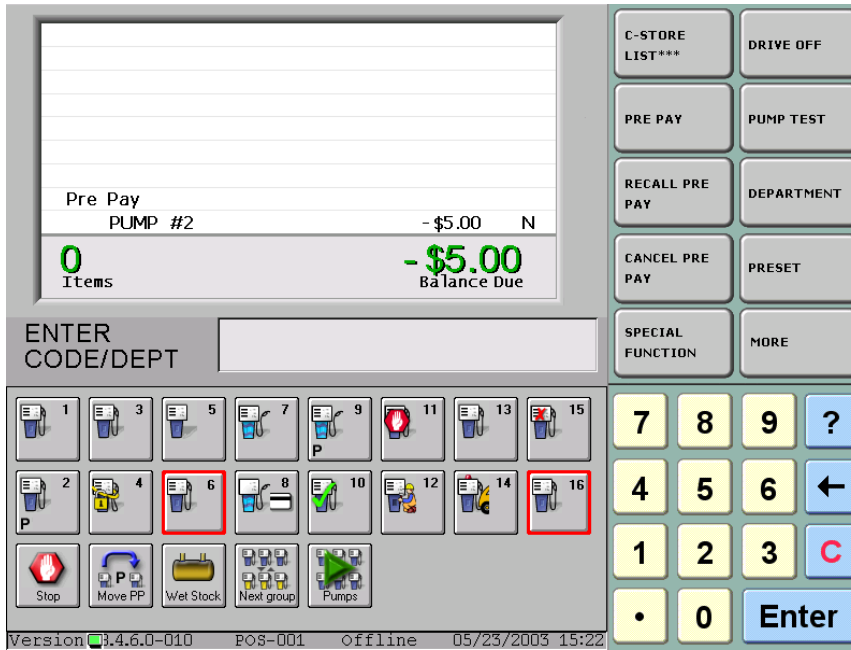 Pre Pay
PUMP #2 -$5.00 N
0 -$5.00
Items Balance Due
ENTER
CODE/DEPT
C-STORE
LIST***
DRIVE OFF
PRE PAY
PUMP TEST
RECALL PRE
PAY
DEPARTMENT
CANCEL PRE
PAY
PRESET
SPECIAL
FUNCTION
MORE
1 3 5 7 9 11 13 15
P
2 4 6 8 10 12 14 16
P
P
Stop Move PP Wet Stock Next group Pumps
7 8 9 ?
4 5 6 ←
1 2 3 C
• 0 Enter
Version .4.6.0-010 POS-001 Offline 05/23/2003 15:22